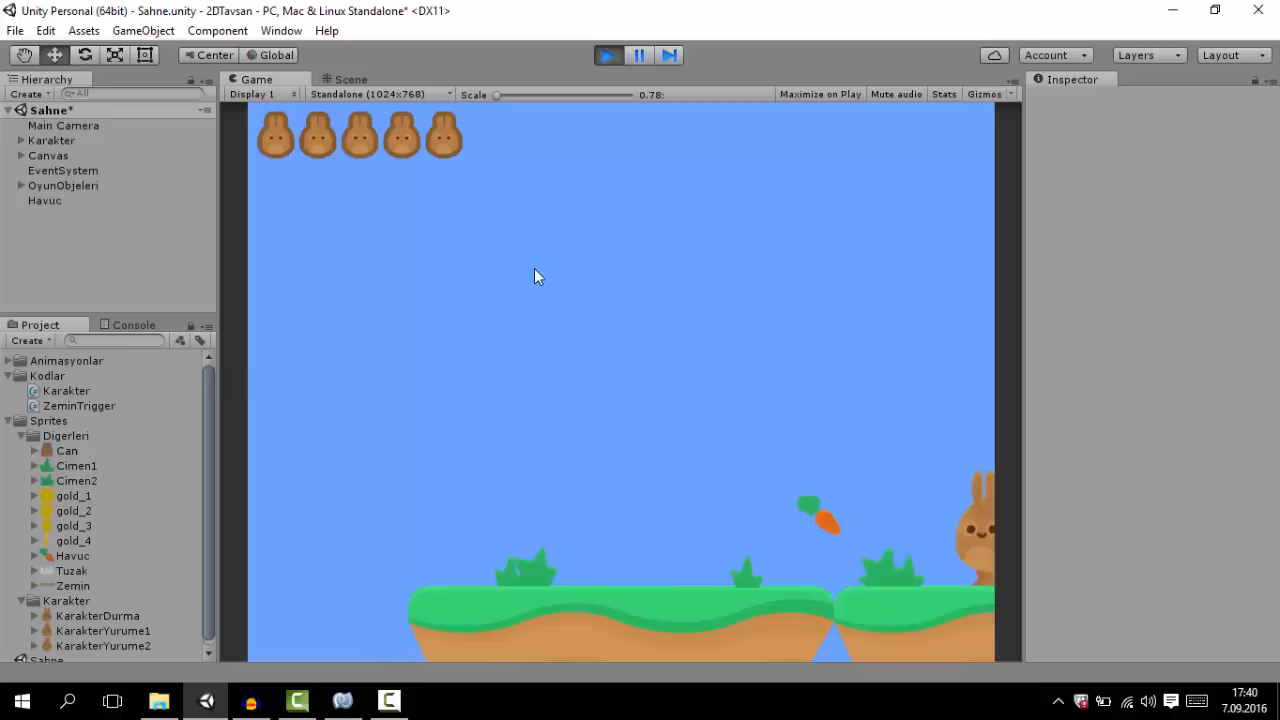 Unity Personal (64bit) - Sahne.unity - 2DTavsan - PC, Mac & Linux Standalone* <DX11>
File Edit Assets GameObject Component Window Help
Center Global Account Layers Layout
Hierarchy Game Scene Inspector
Create All Display 1 Standalone (1024x768) Scale 0.78: Maximize on Play Mute audio Stats Gizmos
Sahne*
Main Camera
Karakter
Canvas
EventSystem
OyunObjeleri
Havuc
Project Console
Create
Animasyonlar
Kodlar
Karakter
ZeminTrigger
Sprites
Digerleri
Can
Cimen1
Cimen2
gold_1
gold_2
gold_3
gold_4
Havuc
Tuzak
Zemin
Karakter
KarakterDurma
KarakterYurume1
KarakterYurume2
Sahne
17:40
7.09.2016